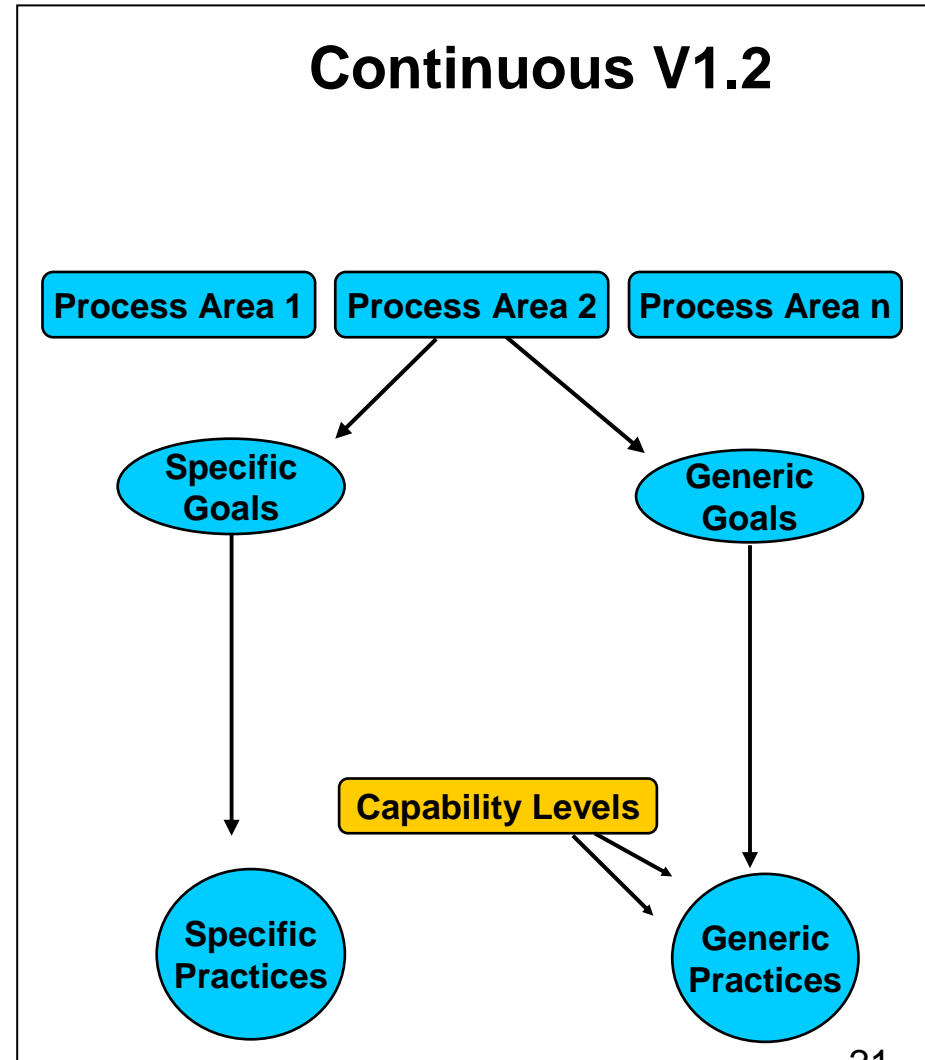 Continuous V1.2
Process Area 1
Process Area 2
Process Area n
Specific
Goals
Generic
Goals
Capability Levels
Specific
Practices
Generic
Practices
21